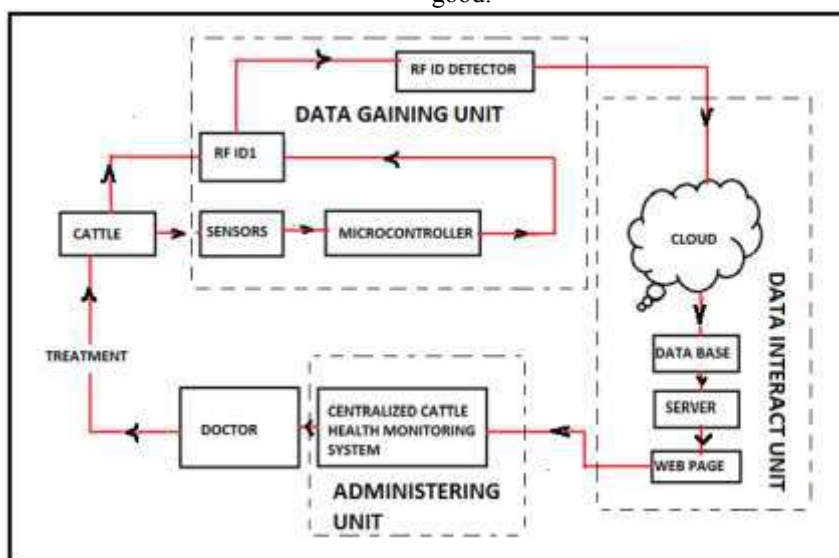 good.
RF ID DETECTOR
DATA GAINING UNIT
RF ID1
CATTLE
SENSORS
MICROCONTROLLER
CLOUD
DATA BASE
SERVER
WEB PAGE
DATA INTERACT UNIT
TREATMENT
DOCTOR
CENTRALIZED CATTLE
HEALTH MONITORING
SYSTEM
ADMINISTERING
UNIT